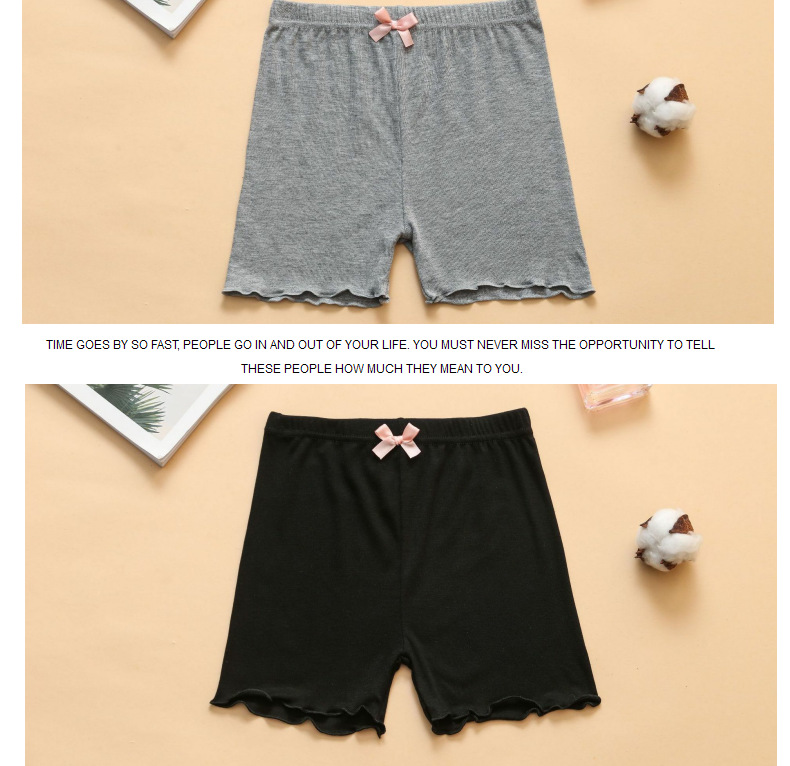 TIME GOES BY SO FAST, PEOPLE GO IN AND OUT OF YOUR LIFE. YOU MUST NEVER MISS THE OPPORTUNITY TO TELL
THESE PEOPLE HOW MUCH THEY MEAN TO YOU.